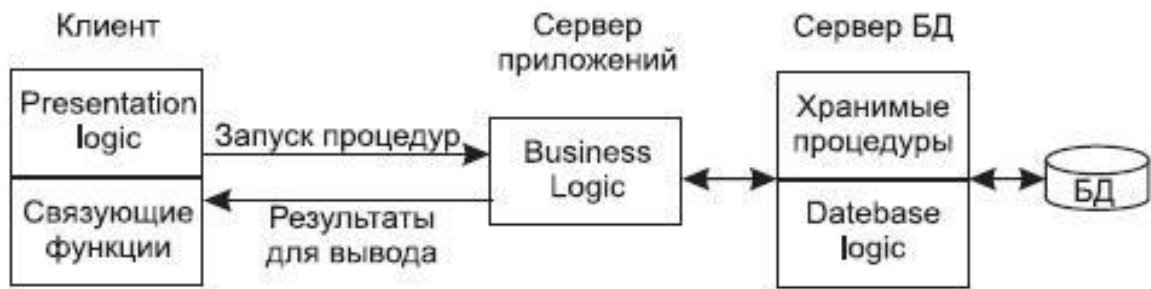 Клиент
Presentation
logic
Связующие
функции
Запуск процедур
Результаты
для вывода
Сервер
приложений
Business
Logic
Сервер БД
Хранимые
процедуры
Datebase
logic
БД